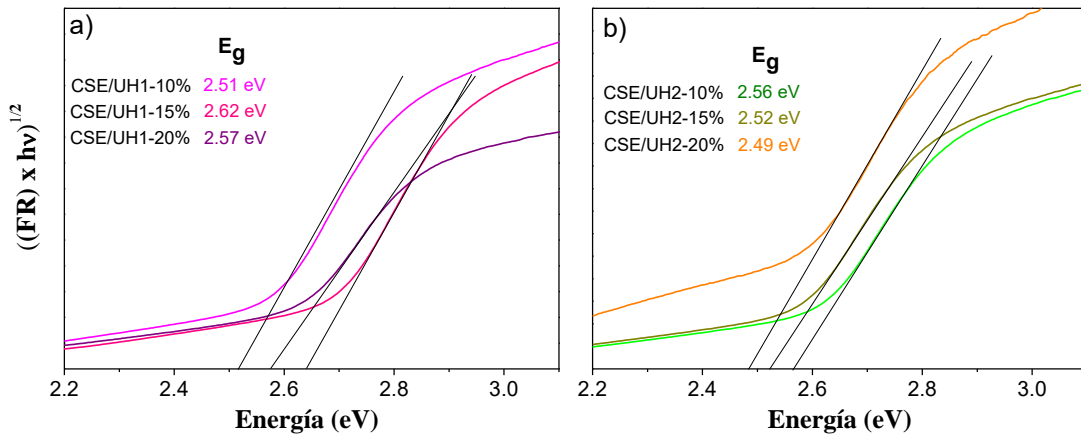 a)
E_g
CSE/UH1-10% 2.51 eV
CSE/UH1-15% 2.62 eV
CSE/UH1-20% 2.57 eV
((FR) x hν)^1/2
2.2 2.4 2.6 2.8 3.0
Energía (eV)
b)
E_g
CSE/UH2-10% 2.56 eV
CSE/UH2-15% 2.52 eV
CSE/UH2-20% 2.49 eV
2.2 2.4 2.6 2.8 3.0
Energía (eV)